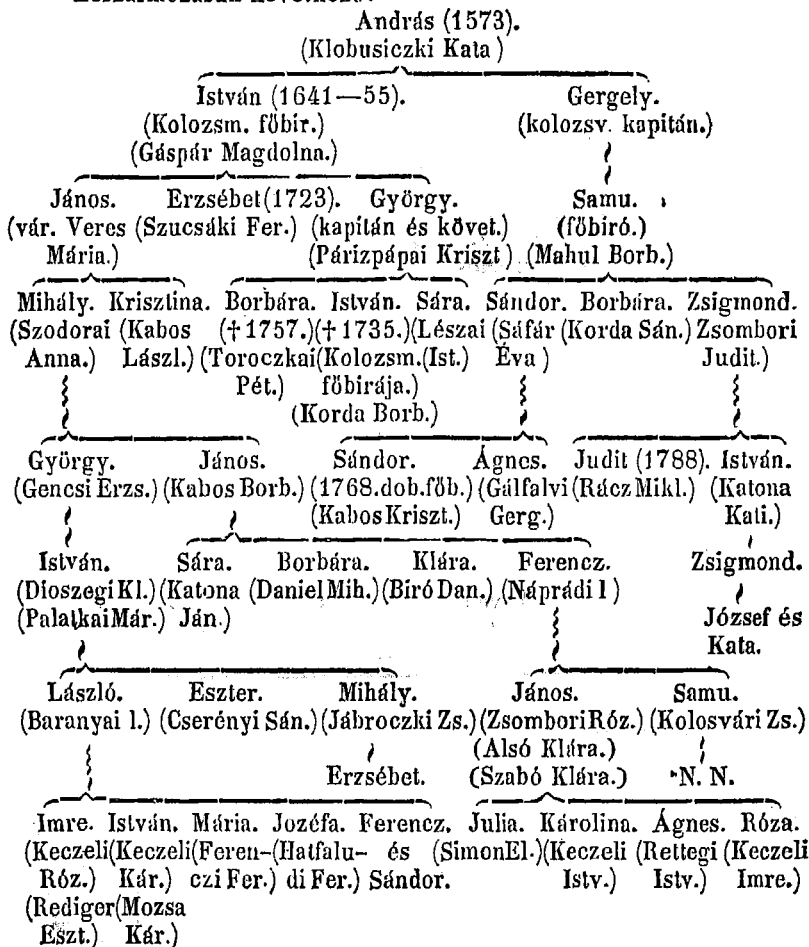 András (1573).
(Klobusiczki Kata)
István (1641—55). Gergely.
(Kolozsm. főbir.) (kolozsv. kapitán.)
(Gáspár Magdolna.)
János. Erzsébet (1723). György. Samu.
(vár. Veres (Szucsáki Fer.) (kapitán és követ.) (főbiró.)
Mária.) (Párizpápai Kriszt) (Mahul Borb.)
Mihály. Krisztina. Borbára. István. Sára. Sándor. Borbára. Zsigmond.
(Szodorai (Kabos († 1757.) († 1735.) (Lészai (Sáfár (Korda Sán.) Zsombori
Anna.) Lászl.) (Toroczkai (Kolozsm. (Ist.) Éva) Judit.)
Pét.) főbirája.)
(Korda Borb.)
György. János. Sándor. Ágnes. Judit (1788). István.
(Gencsi Erzs.) (Kabos Borb.) (1768. dob. főb.) (Gálfalvi (Rácz Mikl.) (Katona
(Kabos Kriszt.) Gerg.) Kati.)
István. Sára. Borbára. Klára. Ferencz. Zsigmond.
(Dioszegi Kl.) (Katona (Daniel Mih.) (Biró Dan.) (Náprádi I)
(Palatkai Már.) Ján.) József és
Kata.
László. Eszter. Mihály. János. Samu.
(Baranyai I.) (Cserényi Sán.) (Jábroczki Zs.) (Zsombori Róz.) (Kolosvári Zs.)
(Alsó Klára.)
Erzsébet. (Szabó Klára.) N. N.
Imre. István. Mária. Jozéfa. Ferencz. Julia. Károlina. Ágnes. Róza.
(Keczeli (Keczeli (Feren- (Hatfalu- és (Simon El.) (Keczeli (Rettegi (Keczeli
Róz.) Kár.) czi Fer.) di Fer.) Sándor. Istv.) Istv.) Imre.)
(Rediger (Mozsa
Eszt.) Kár.)